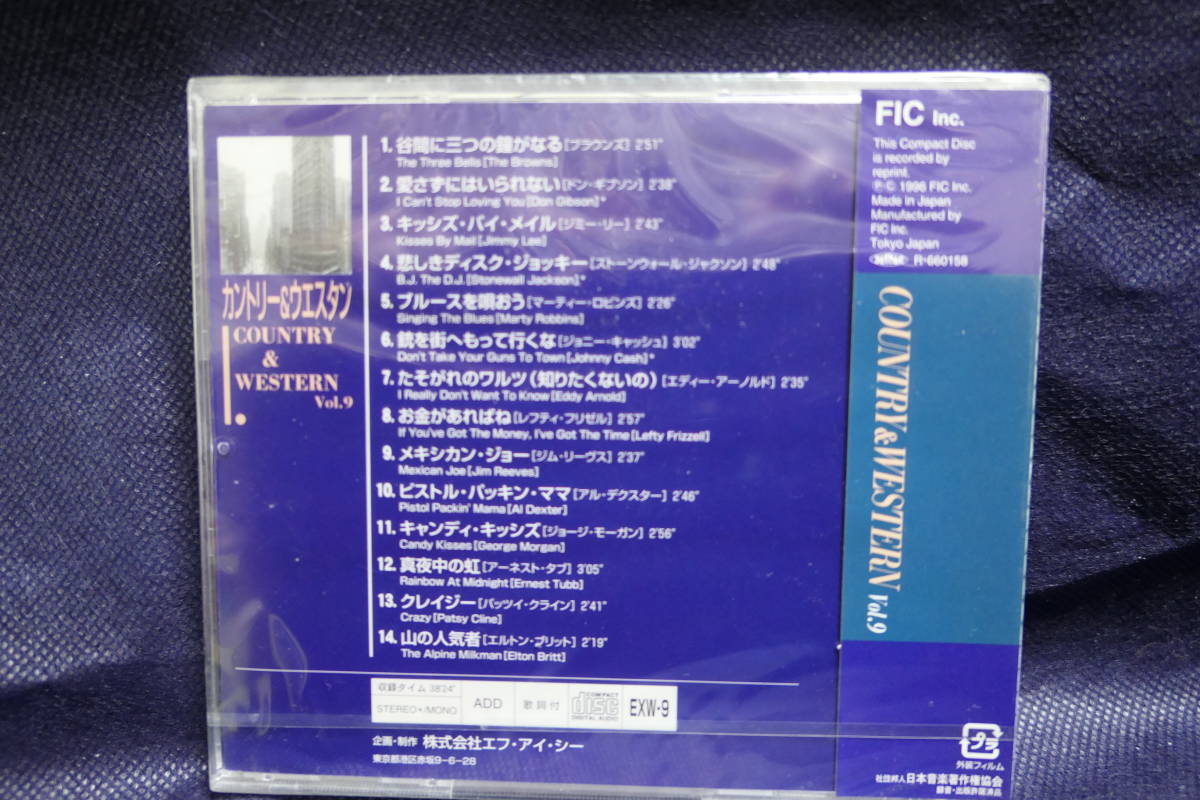 カントリー&ウエスタン
COUNTRY
&
WESTERN
Vol.9
1. 谷間に三つの鐘がなる[ブラウンズ] 2'51"
The Three Bells[The Browns]
2. 愛さずにはいられない[ドン・ギブソン] 2'38"
I Can't Stop Loving You[Don Gibson]*
3. キッシズ・バイ・メイル[ジミー・リー] 2'43"
Kisses By Mail[Jimmy Lee]
4. 悲しきディスク・ジョッキー[ストーンウォール・ジャクソン] 2'48"
B.J. The D.J.[Stonewall Jackson]*
5. ブルースを唄おう[マーティー・ロビンズ] 2'26"
Singing The Blues[Marty Robbins]
6. 銃を街へもって行くな[ジョニー・キャッシュ] 3'02"
Don't Take Your Guns To Town[Johnny Cash]*
7. たそがれのワルツ(知りたくないの)[エディー・アーノルド] 2'35"
I Really Don't Want To Know[Eddy Arnold]
8. お金があればね[レフティ・フリゼル] 2'57"
If You've Got The Money, I've Got The Time[Lefty Frizzell]
9. メキシカン・ジョー[ジム・リーヴス] 2'37"
Mexican Joe[Jim Reeves]
10. ピストル・パッキン・ママ[アル・デクスター] 2'46"
Pistol Packin' Mama[Al Dexter]
11. キャンディ・キッシズ[ジョージ・モーガン] 2'56"
Candy Kisses[George Morgan]
12. 真夜中の虹[アーネスト・タブ] 3'05"
Rainbow At Midnight[Ernest Tubb]
13. クレイジー[パッツイ・クライン] 2'41"
Crazy[Patsy Cline]
14. 山の人気者[エルトン・ブリット] 2'19"
The Alpine Milkman[Elton Britt]
収録タイム 38'24"
STEREO*/MONO
ADD
歌詞付
COMPACT
disc
DIGITAL AUDIO
EXW-9
企画・制作 株式会社エフ・アイ・シー
東京都港区赤坂9-6-28
FIC Inc.
This Compact Disc
is recorded by
reprint.
Ⓟ© 1996 FIC Inc.
Made in Japan
Manufactured by
FIC Inc.
Tokyo Japan
R-660158
COUNTRY&WESTERN Vol.9
プラ
外装フィルム
社団邦人 日本音楽著作権協会
録音・出版許諾済品